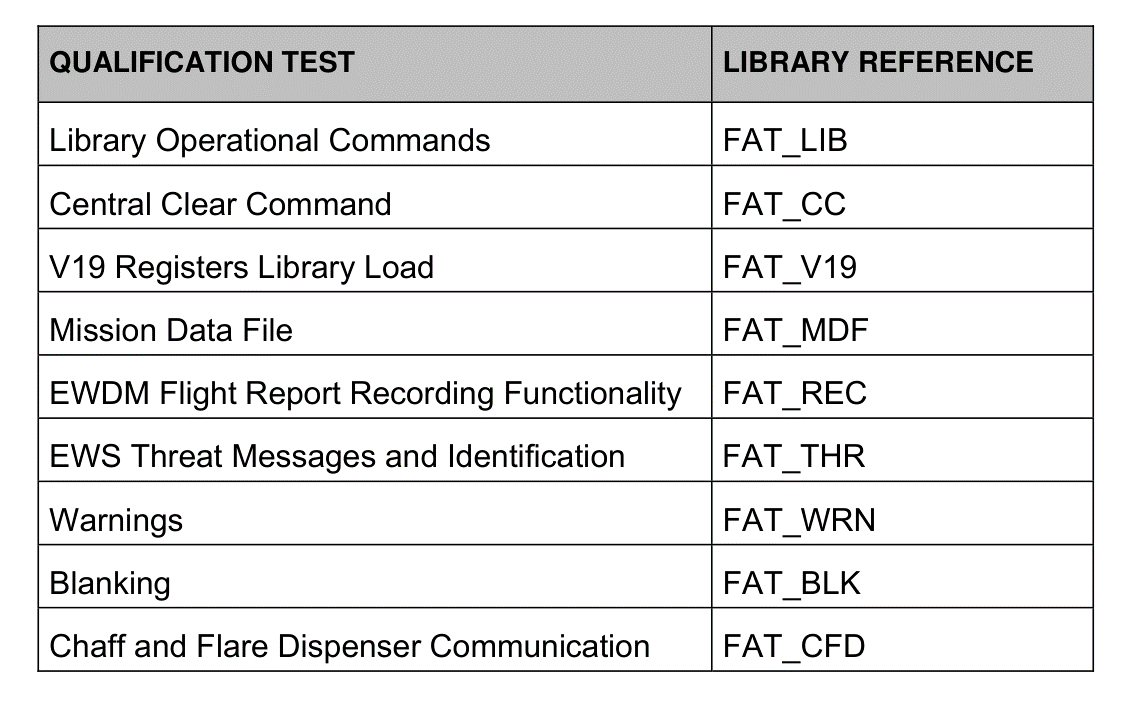 QUALIFICATION TEST LIBRARY REFERENCE
Library Operational Commands FAT_LIB
Central Clear Command FAT_CC
V19 Registers Library Load FAT_V19
Mission Data File FAT_MDF
EWDM Flight Report Recording Functionality FAT_REC
EWS Threat Messages and Identification FAT_THR
Warnings FAT_WRN
Blanking FAT_BLK
Chaff and Flare Dispenser Communication FAT_CFD